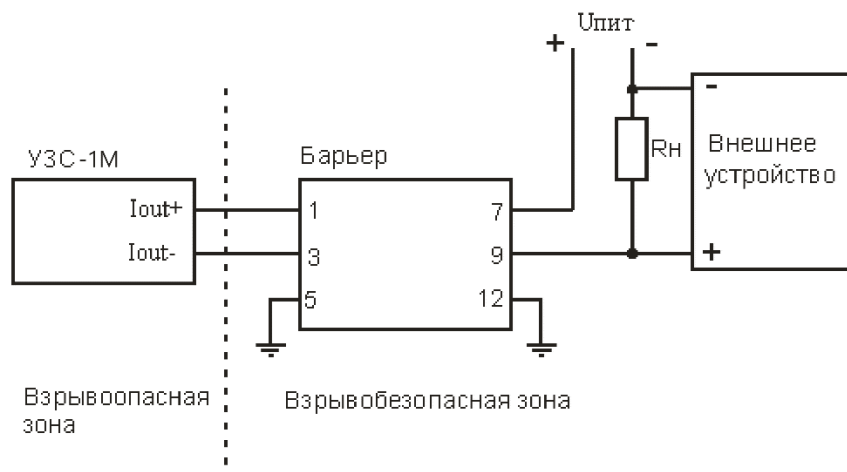 Uпит
+ -
УЗС-1М
Барьер
Rн
-
Внешнее
устройство
+
Iout+
1
7
Iout-
3
9
5
12
Взрывоопасная
зона
Взрывобезопасная зона